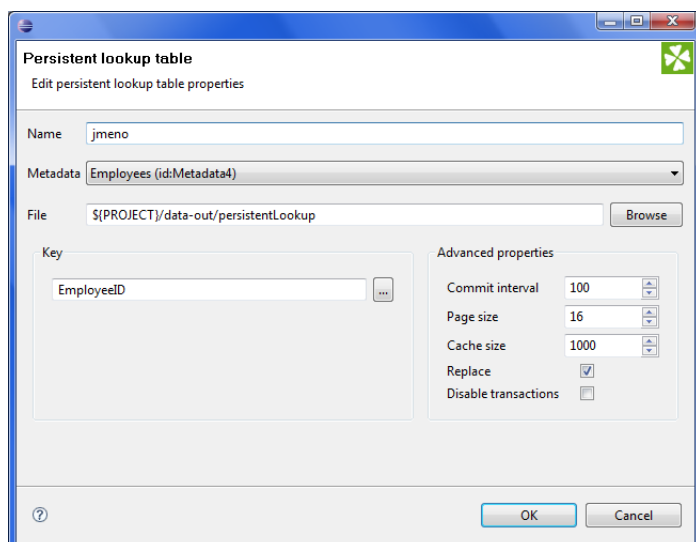 Persistent lookup table
Edit persistent lookup table properties
Name jmeno
Metadata Employees (id:Metadata4)
File ${PROJECT}/data-out/persistentLookup Browse
Key
EmployeeID ...
Advanced properties
Commit interval 100
Page size 16
Cache size 1000
Replace
Disable transactions
? OK Cancel